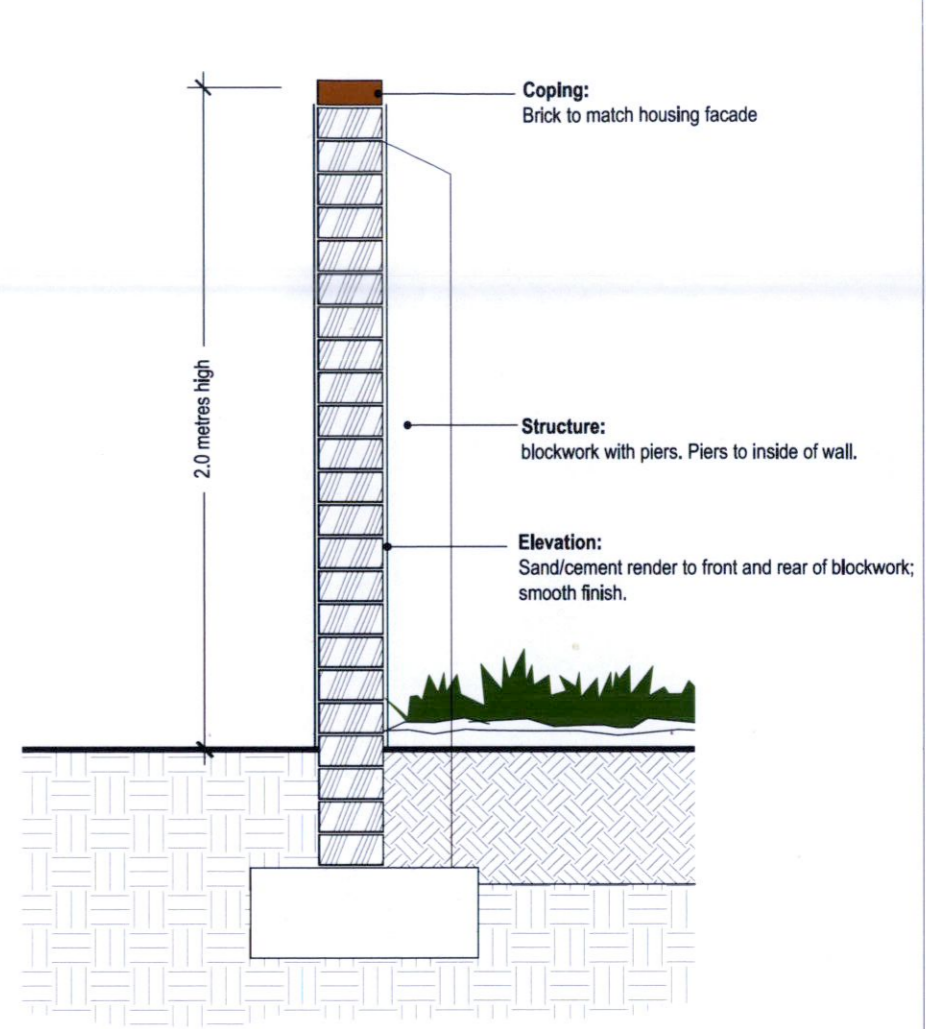 Coping:
Brick to match housing facade
2.0 metres high
Structure:
blockwork with piers. Piers to inside of wall.
Elevation:
Sand/cement render to front and rear of blockwork;
smooth finish.